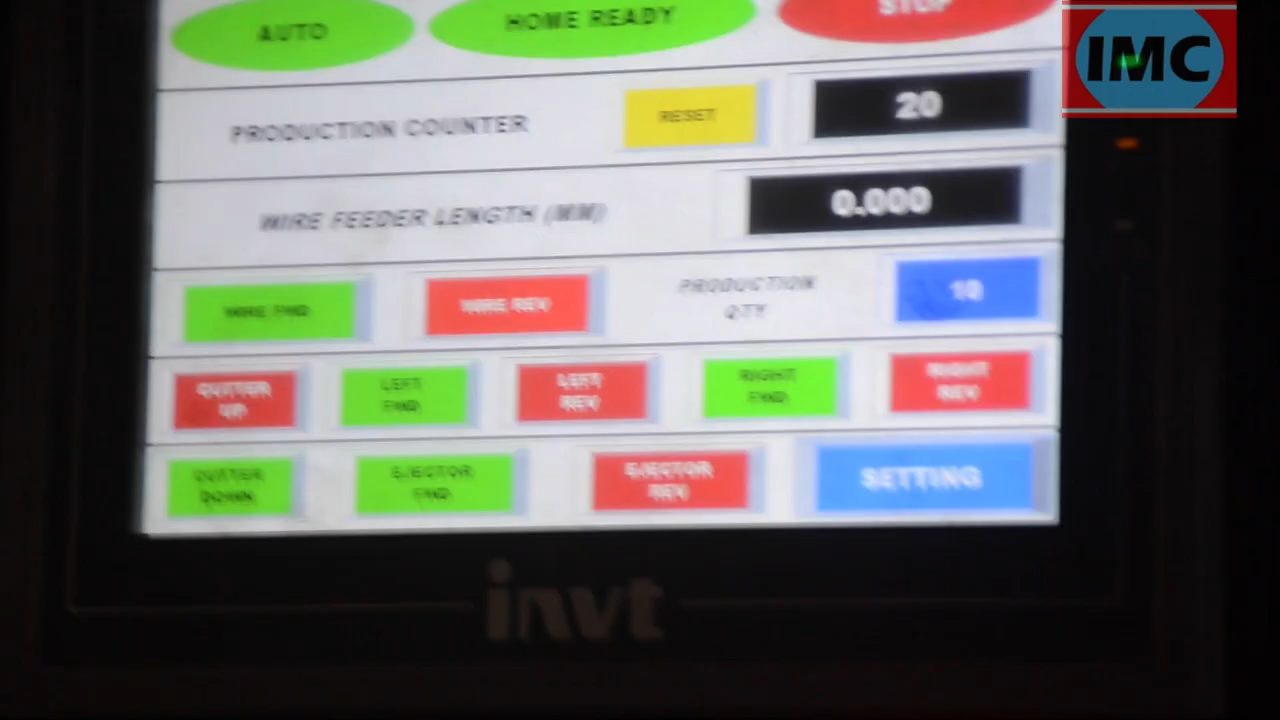 AUTO
HOME READY
STOP
IMC
PRODUCTION COUNTER
RESET
20
WIRE FEEDER LENGTH (MM)
0.000
WIRE FWD
WIRE REV
PRODUCTION
QTY
10
CUTTER
UP
LEFT
FWD
LEFT
REV
RIGHT
FWD
RIGHT
REV
CUTTER
DOWN
EJECTOR
FWD
EJECTOR
REV
SETTING
invt